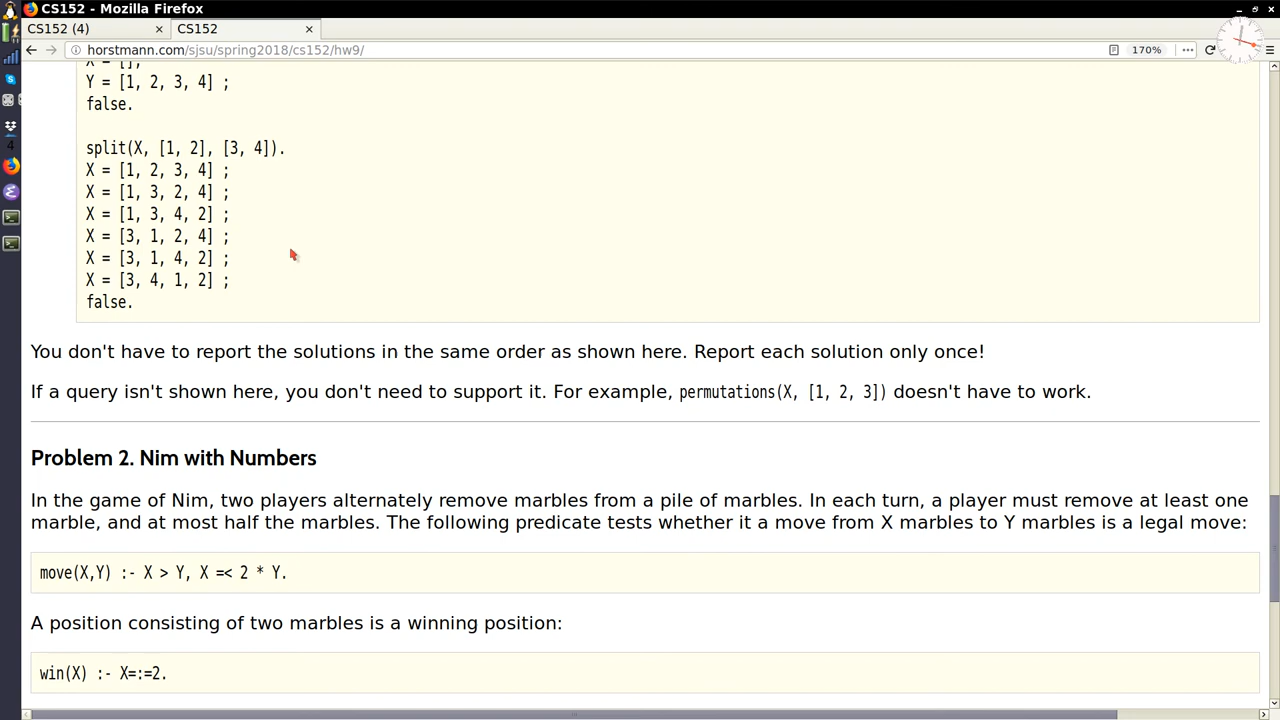 CS152 - Mozilla Firefox
CS152 (4) × CS152 ×
horstmann.com/sjsu/spring2018/cs152/hw9/ 170%
X = [],
Y = [1, 2, 3, 4] ;
false.
split(X, [1, 2], [3, 4]).
X = [1, 2, 3, 4] ;
X = [1, 3, 2, 4] ;
X = [1, 3, 4, 2] ;
X = [3, 1, 2, 4] ;
X = [3, 1, 4, 2] ;
X = [3, 4, 1, 2] ;
false.
You don't have to report the solutions in the same order as shown here. Report each solution only once!
If a query isn't shown here, you don't need to support it. For example, permutations(X, [1, 2, 3]) doesn't have to work.
Problem 2. Nim with Numbers
In the game of Nim, two players alternately remove marbles from a pile of marbles. In each turn, a player must remove at least one
marble, and at most half the marbles. The following predicate tests whether it a move from X marbles to Y marbles is a legal move:
move(X,Y) :- X > Y, X =< 2 * Y.
A position consisting of two marbles is a winning position:
win(X) :- X=:=2.
4